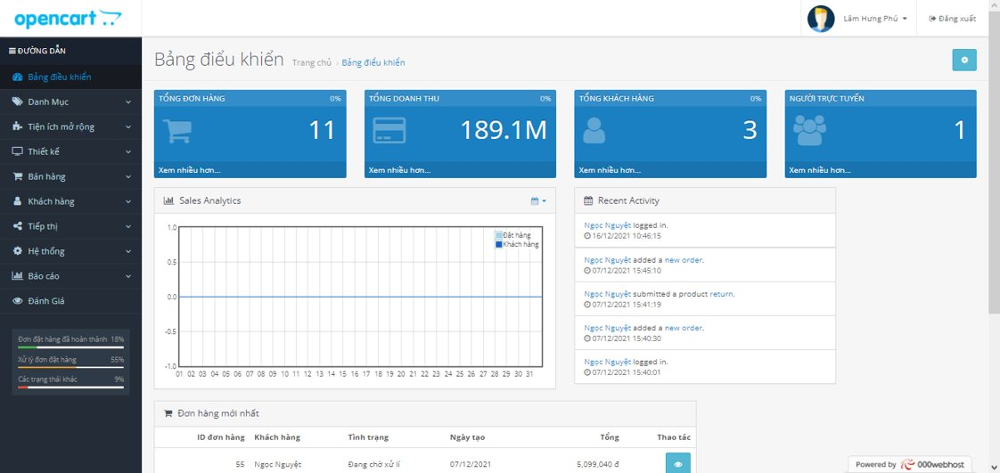 opencart
Lâm Hưng Phú
Đăng xuất
ĐƯỜNG DẪN
Bảng điều khiển
Danh Mục
Tiện ích mở rộng
Thiết kế
Bán hàng
Khách hàng
Tiếp thị
Hệ thống
Báo cáo
Đánh Giá
Đơn đặt hàng đã hoàn thành 18%
Xử lý đơn đặt hàng 55%
Các trạng thái khác 9%
Bảng điều khiển Trang chủ › Bảng điều khiển
TỔNG ĐƠN HÀNG 0%
11
Xem nhiều hơn...
TỔNG DOANH THU 0%
189.1M
Xem nhiều hơn...
TỔNG KHÁCH HÀNG 0%
3
Xem nhiều hơn...
NGƯỜI TRỰC TUYẾN
1
Xem nhiều hơn...
Sales Analytics
1.0
0.5
0.0
-0.5
-1.0
Đặt hàng
Khách hàng
01 02 03 04 05 06 07 08 09 10 11 12 13 14 15 16 17 18 19 20 21 22 23 24 25 26 27 28 29 30 31
Recent Activity
Ngọc Nguyệt logged in.
16/12/2021 10:46:15
Ngọc Nguyệt added a new order.
07/12/2021 15:45:10
Ngọc Nguyệt submitted a product return.
07/12/2021 15:41:19
Ngọc Nguyệt added a new order.
07/12/2021 15:40:30
Ngọc Nguyệt logged in.
07/12/2021 15:40:01
Đơn hàng mới nhất
ID đơn hàng Khách hàng Tình trạng Ngày tạo Tổng Thao tác
55 Ngọc Nguyệt Đang chờ xử lí 07/12/2021 5,099,040 đ
Powered by 000webhost